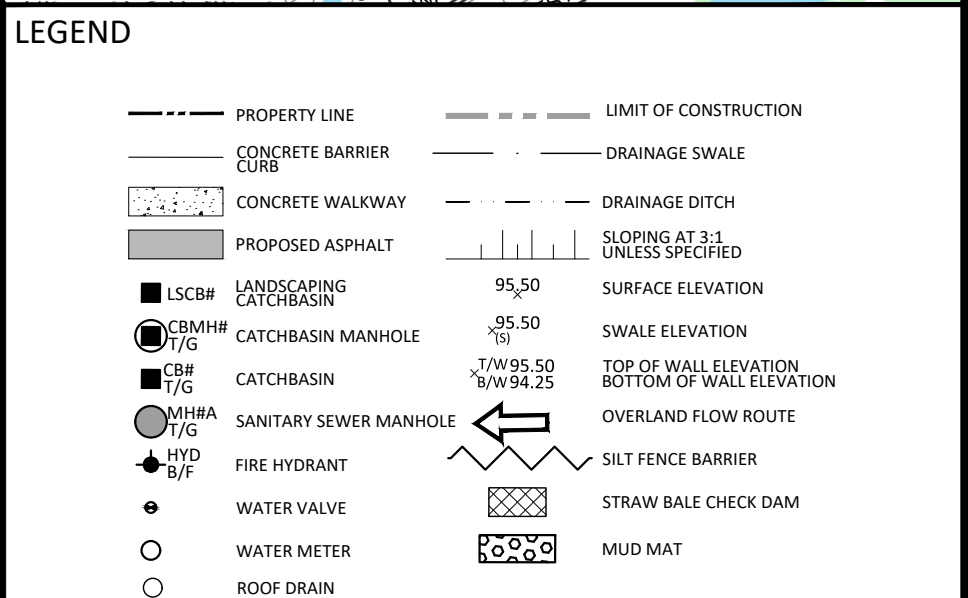 LEGEND
PROPERTY LINE
CONCRETE BARRIER
CURB
CONCRETE WALKWAY
PROPOSED ASPHALT
LSCB#
LANDSCAPING
CATCHBASIN
CBMH#
T/G
CATCHBASIN MANHOLE
CB#
T/G
CATCHBASIN
MH#A
T/G
SANITARY SEWER MANHOLE
HYD
B/F
FIRE HYDRANT
WATER VALVE
WATER METER
ROOF DRAIN
LIMIT OF CONSTRUCTION
DRAINAGE SWALE
DRAINAGE DITCH
SLOPING AT 3:1
UNLESS SPECIFIED
95.50
SURFACE ELEVATION
95.50
(S)
SWALE ELEVATION
T/W 95.50
B/W 94.25
TOP OF WALL ELEVATION
BOTTOM OF WALL ELEVATION
OVERLAND FLOW ROUTE
SILT FENCE BARRIER
STRAW BALE CHECK DAM
MUD MAT